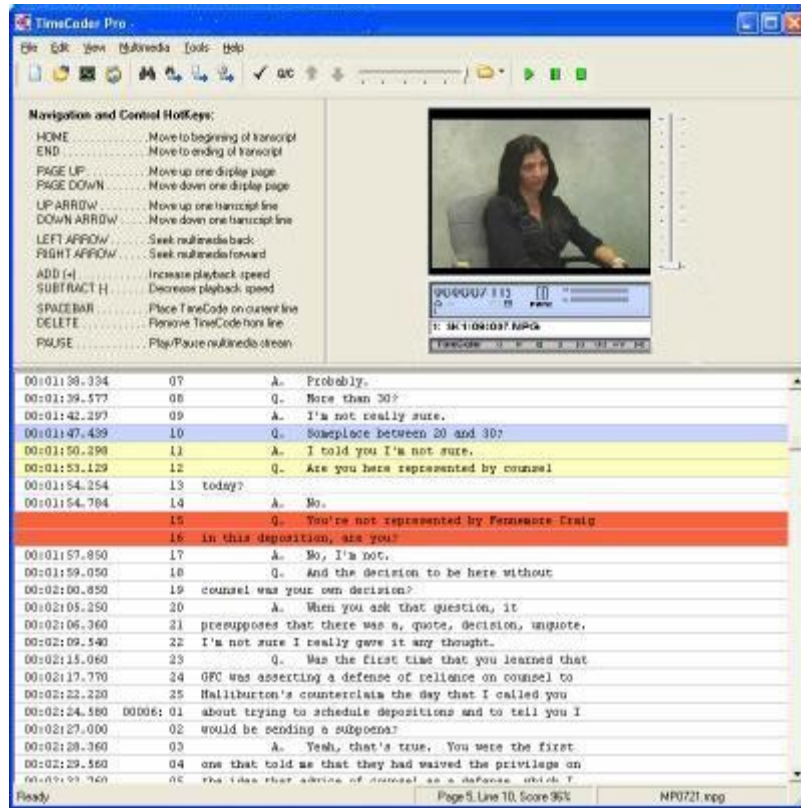 TimeCoder Pro -
File Edit View Multimedia Tools Help
Q/C
Navigation and Control HotKeys:
HOME ............ Move to beginning of transcript
END ............ Move to ending of transcript
PAGE UP ......... Move up one display page
PAGE DOWN ....... Move down one display page
UP ARROW ........ Move up one transcript line
DOWN ARROW ...... Move down one transcript line
LEFT ARROW ...... Seek multimedia back
RIGHT ARROW ..... Seek multimedia forward
ADD (+) ......... Increase playback speed
SUBTRACT (-) .... Decrease playback speed
SPACEBAR ........ Place TimeCode on current line
DELETE .......... Remove TimeCode from line
PAUSE ........... Play/Pause multimedia stream
TimeCoder
00:01:38.334 07 A. Probably.
00:01:39.577 08 Q. More than 30?
00:01:42.297 09 A. I'm not really sure.
00:01:47.439 10 Q. Someplace between 20 and 30?
00:01:50.298 11 A. I told you I'm not sure.
00:01:53.129 12 Q. Are you here represented by counsel
00:01:54.254 13 today?
00:01:54.784 14 A. No.
15 Q. You're not represented by Fennemore Craig
16 in this deposition, are you?
00:01:57.850 17 A. No, I'm not.
00:01:59.050 18 Q. And the decision to be here without
00:02:00.850 19 counsel was your own decision?
00:02:05.250 20 A. When you ask that question, it
00:02:06.360 21 presupposes that there was a, quote, decision, unquote.
00:02:09.540 22 I'm not sure I really gave it any thought.
00:02:15.060 23 Q. Was the first time that you learned that
00:02:17.770 24 GFC was asserting a defense of reliance on counsel to
00:02:22.220 25 Halliburton's counterclaim the day that I called you
00:02:24.580 00006: 01 about trying to schedule depositions and to tell you I
00:02:27.000 02 would be sending a subpoena?
00:02:28.360 03 A. Yeah, that's true. You were the first
00:02:29.560 04 one that told me that they had waived the privilege on
05 the idea that advice of counsel as a defense, which I
Ready Page 5, Line 10, Score 96% MP0721.mpg